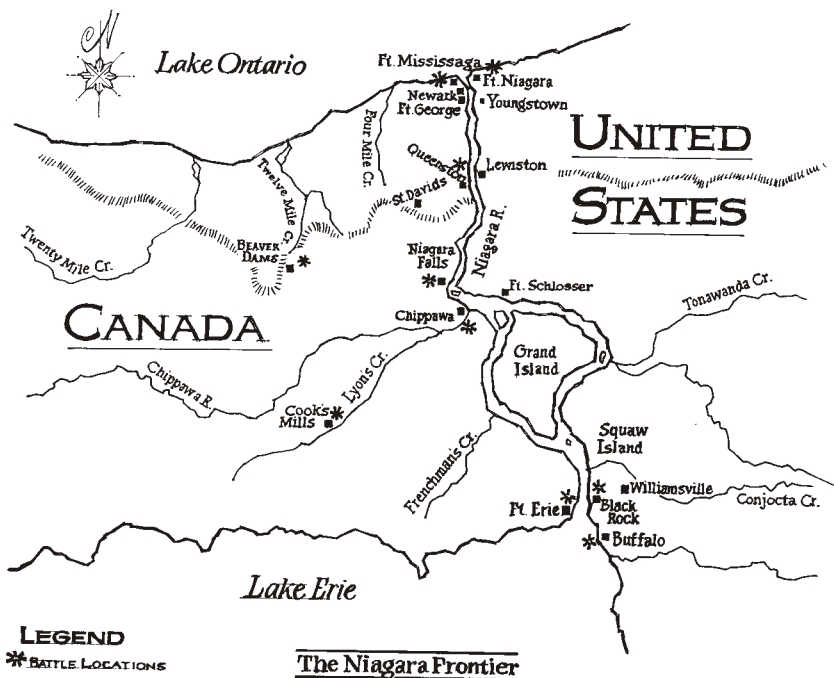 N
Lake Ontario
Ft. Mississaga
Ft. Niagara
Newark
Ft. George
Youngstown
UNITED
STATES
Four Mile Cr.
Queenston
Lewiston
Twelve Mile Cr.
St. Davids
Niagara R.
Twenty Mile Cr.
BEAVER
DAMS
Niagara
Falls
Ft. Schlosser
Tonawanda Cr.
CANADA
Chippawa
Grand
Island
Chippawa R.
Lyon's Cr.
Cook's
Mills
Squaw
Island
Frenchman's Cr.
Williamsville
Conjocta Cr.
Ft. Erie
Black
Rock
Buffalo
Lake Erie
LEGEND
BATTLE LOCATIONS
The Niagara Frontier